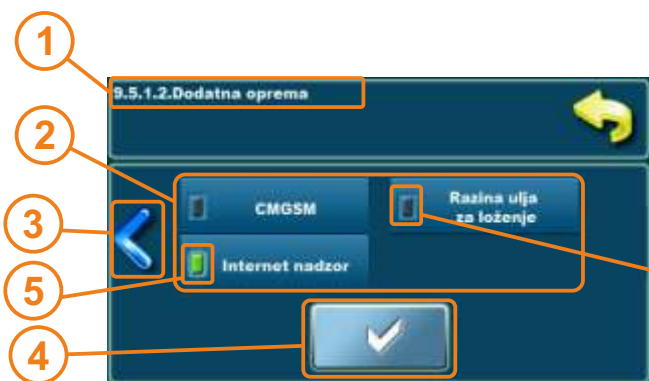 1
9.5.1.2.Dodatna oprema
2
CMGSM
Razina ulja
za loženje
3
Internet nadzor
5
4